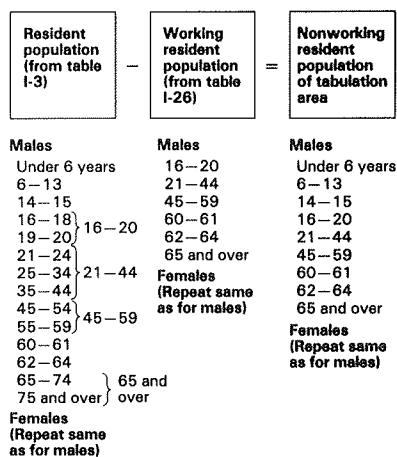 Resident
population
(from table
I-3)
−
Working
resident
population
(from table
I-26)
=
Nonworking
resident
population
of tabulation
area
Males
Under 6 years
6—13
14—15
16—18
19—20
16—20
21—24
25—34
35—44
21—44
45—54
55—59
45—59
60—61
62—64
65—74
75 and over
65 and
over
Females
(Repeat same
as for males)
Males
16—20
21—44
45—59
60—61
62—64
65 and over
Females
(Repeat same
as for males)
Males
Under 6 years
6—13
14—15
16—20
21—44
45—59
60—61
62—64
65 and over
Females
(Repeat same
as for males)